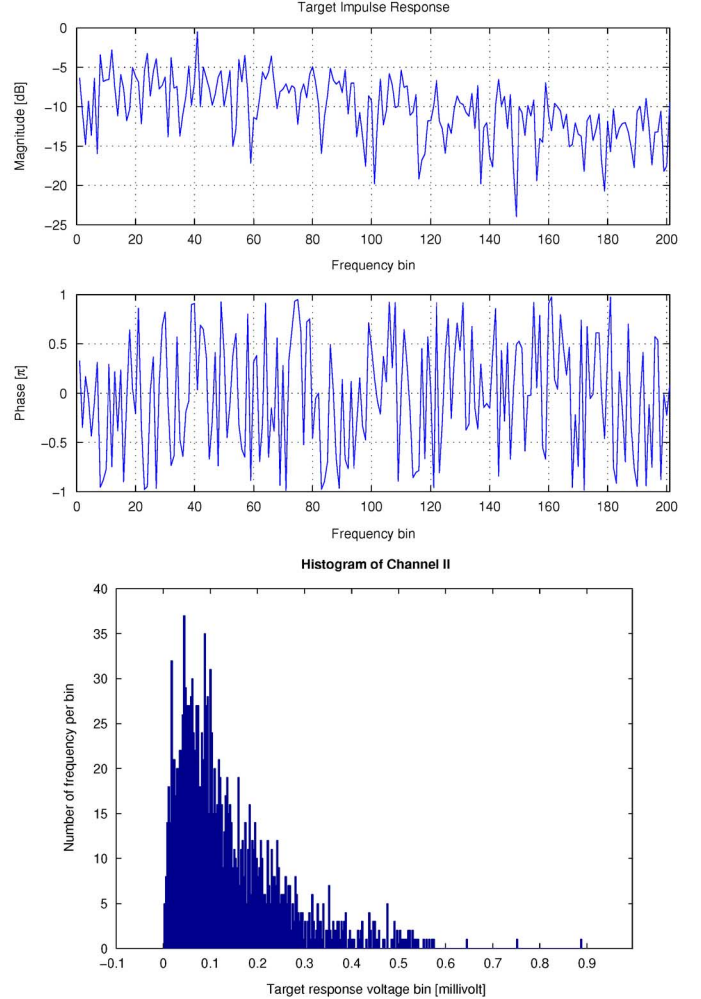 Target Impulse Response
0
−5
−10
−15
−20
−25
Magnitude [dB]
0 20 40 60 80 100 120 140 160 180 200
Frequency bin
1
0.5
0
−0.5
−1
Phase [π]
0 20 40 60 80 100 120 140 160 180 200
Frequency bin
Histogram of Channel II
40
35
30
25
20
15
10
5
0
Number of frequency per bin
−0.1 0 0.1 0.2 0.3 0.4 0.5 0.6 0.7 0.8 0.9
Target response voltage bin [millivolt]